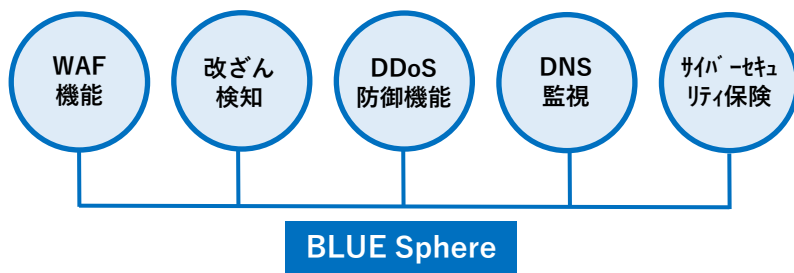 WAF
機能
改ざん
検知
DDoS
防御機能
DNS
監視
ｻｲﾊﾞｰｾｷｭ
ﾘﾃｨ保険
BLUE Sphere